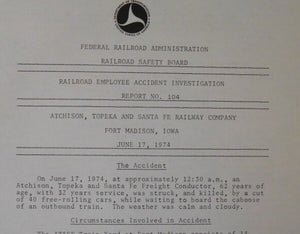 FEDERAL RAILROAD ADMINISTRATION
RAILROAD SAFETY BOARD
RAILROAD EMPLOYEE ACCIDENT INVESTIGATION
REPORT NO. 104
ATCHISON, TOPEKA AND SANTA FE RAILWAY COMPANY
FORT MADISON, IOWA
JUNE 17, 1974
The Accident
On June 17, 1974, at approximately 12:30 a.m., an
Atchison, Topeka and Santa Fe Freight Conductor, 62 years of
age, with 32 years service, was struck, and killed, by a cut
of 40 free-rolling cars, while waiting to board the caboose
of an outbound train. The weather was calm and cloudy.
Circumstances Involved in Accident